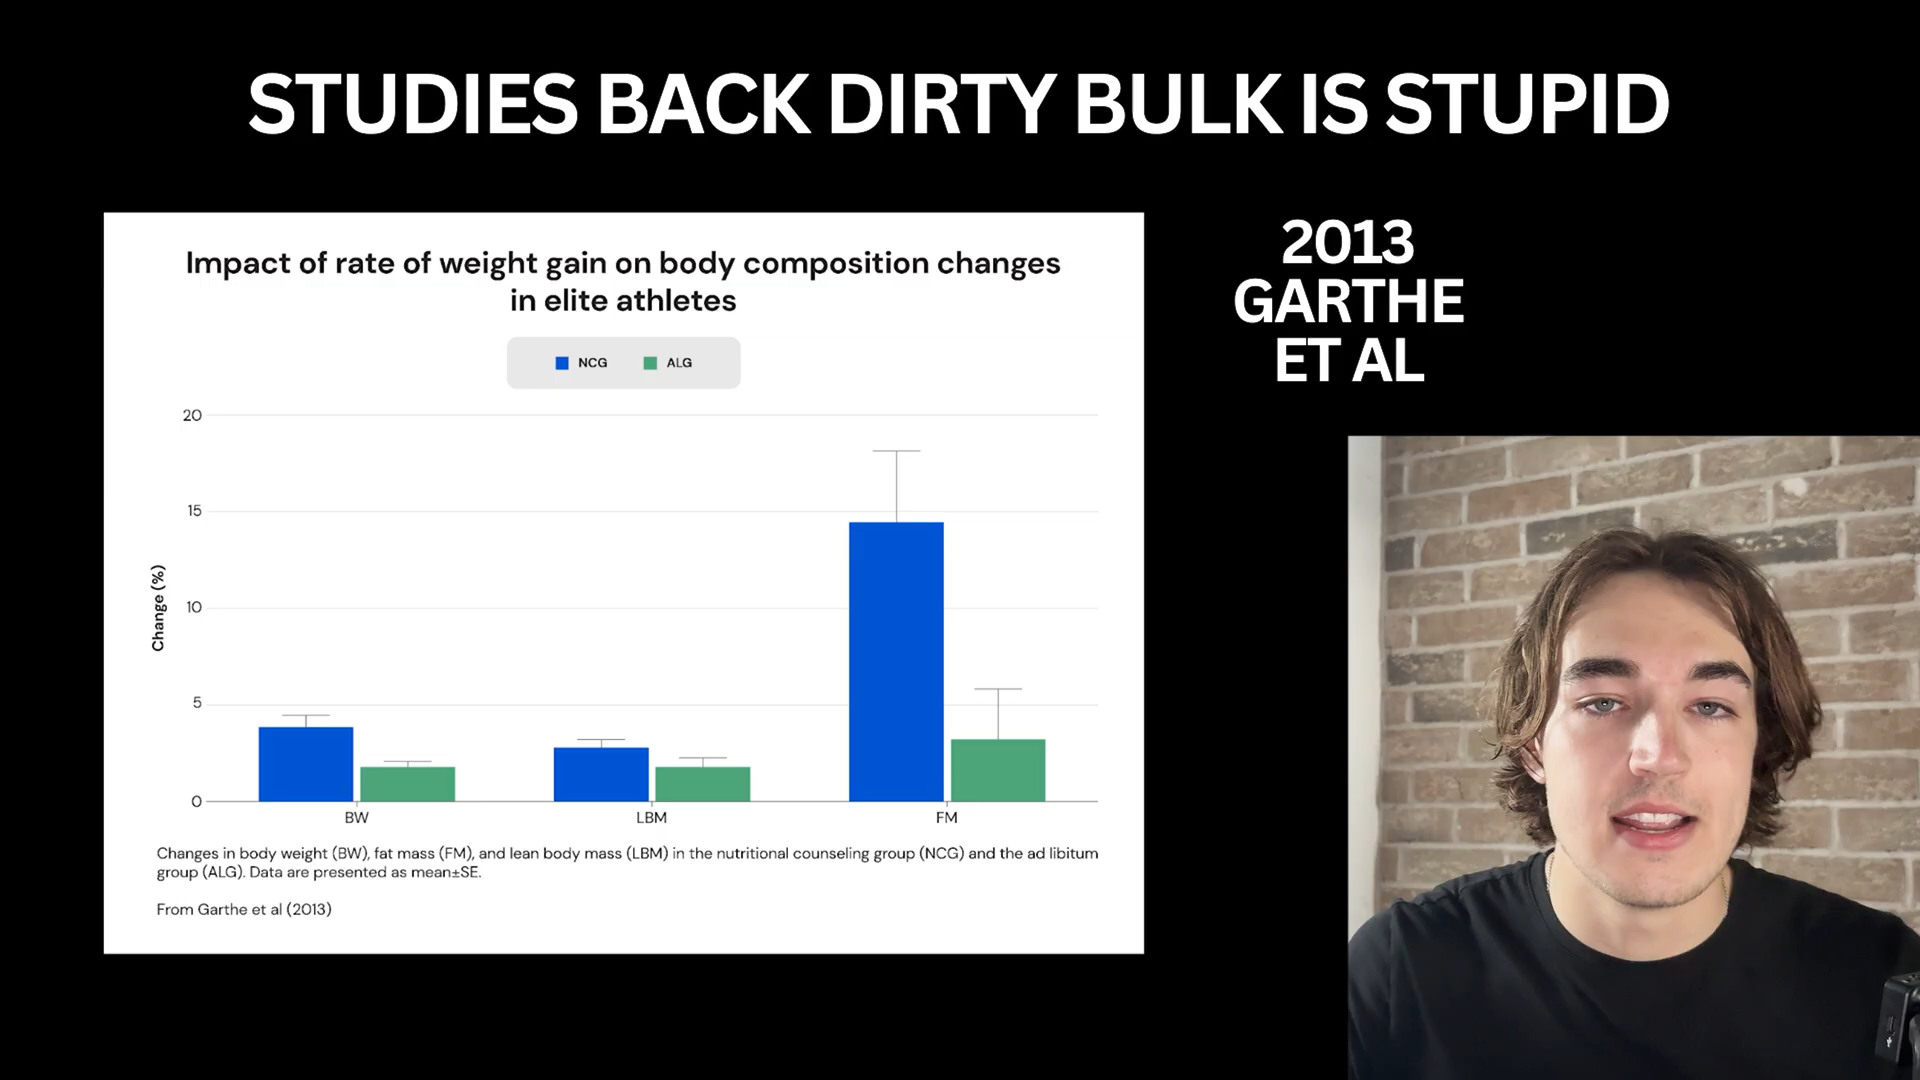 STUDIES BACK DIRTY BULK IS STUPID
Impact of rate of weight gain on body composition changes
in elite athletes
NCG
ALG
20
15
10
5
0
Change (%)
BW
LBM
FM
Changes in body weight (BW), fat mass (FM), and lean body mass (LBM) in the nutritional counseling group (NCG) and the ad libitum
group (ALG). Data are presented as mean±SE.
From Garthe et al (2013)
2013
GARTHE
ET AL